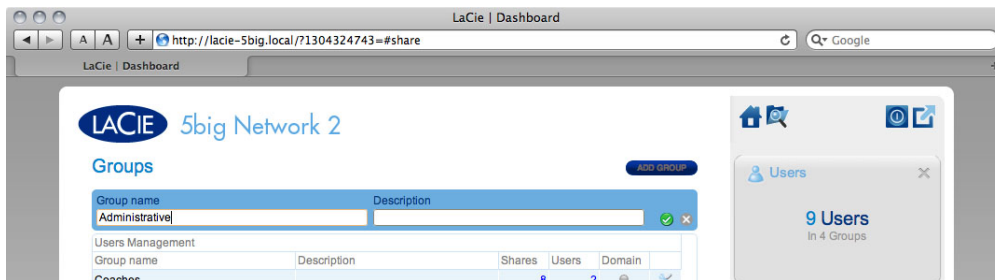 LaCie | Dashboard
A A + http://lacie-5big.local/?1304324743=#share Google
LaCie | Dashboard
LACIE 5big Network 2
Groups ADD GROUP
Users
Group name Description
Administrative
9 Users
In 4 Groups
Users Management
Group name Description Shares Users Domain
Coaches 8 2